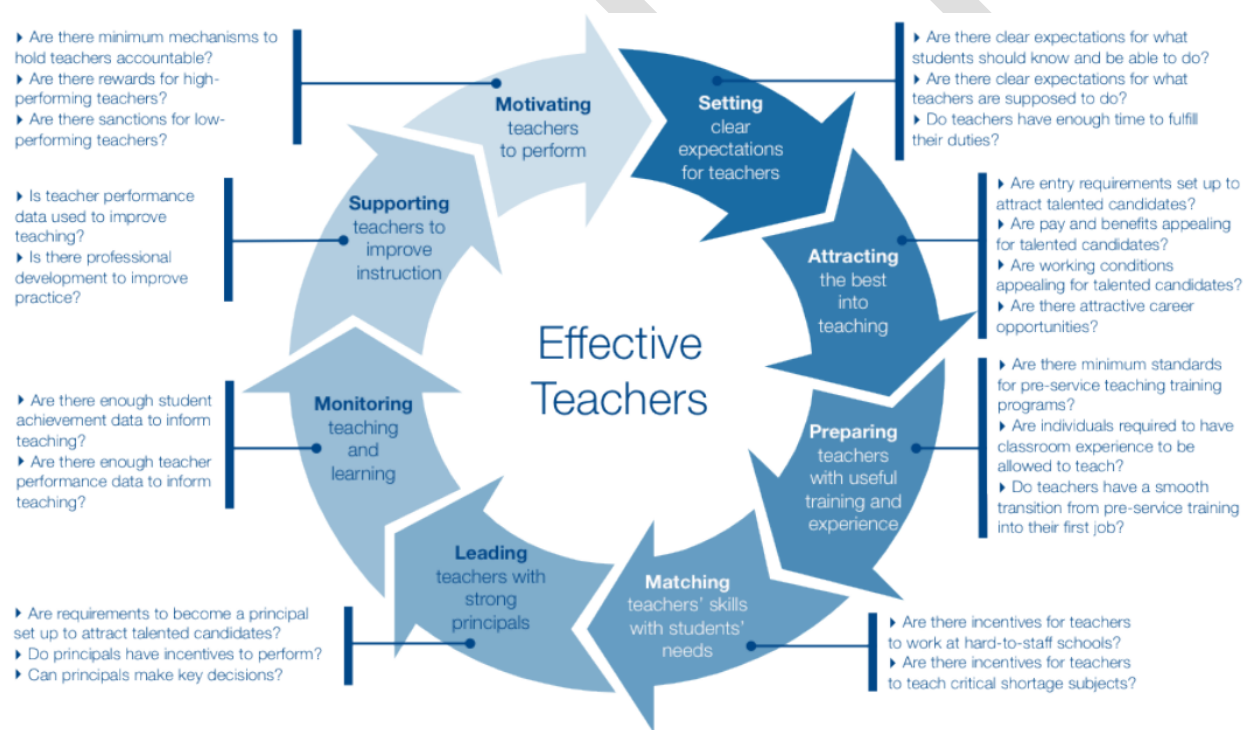 ▸ Are there minimum mechanisms to
hold teachers accountable?
▸ Are there rewards for high-
performing teachers?
▸ Are there sanctions for low-
performing teachers?
Motivating
teachers
to perform
Setting
clear
expectations
for teachers
▸ Are there clear expectations for what
students should know and be able to do?
▸ Are there clear expectations for what
teachers are supposed to do?
▸ Do teachers have enough time to fulfill
their duties?
▸ Is teacher performance
data used to improve
teaching?
▸ Is there professional
development to improve
practice?
Supporting
teachers to
improve
instruction
Attracting
the best
into
teaching
▸ Are entry requirements set up to
attract talented candidates?
▸ Are pay and benefits appealing
for talented candidates?
▸ Are working conditions
appealing for talented candidates?
▸ Are there attractive career
opportunities?
Effective
Teachers
▸ Are there enough student
achievement data to inform
teaching?
▸ Are there enough teacher
performance data to inform
teaching?
Monitoring
teaching
and
learning
Preparing
teachers
with useful
training and
experience
▸ Are there minimum standards
for pre-service teaching training
programs?
▸ Are individuals required to have
classroom experience to be
allowed to teach?
▸ Do teachers have a smooth
transition from pre-service training
into their first job?
▸ Are requirements to become a principal
set up to attract talented candidates?
▸ Do principals have incentives to perform?
▸ Can principals make key decisions?
Leading
teachers with
strong
principals
Matching
teachers' skills
with students'
needs
▸ Are there incentives for teachers
to work at hard-to-staff schools?
▸ Are there incentives for teachers
to teach critical shortage subjects?